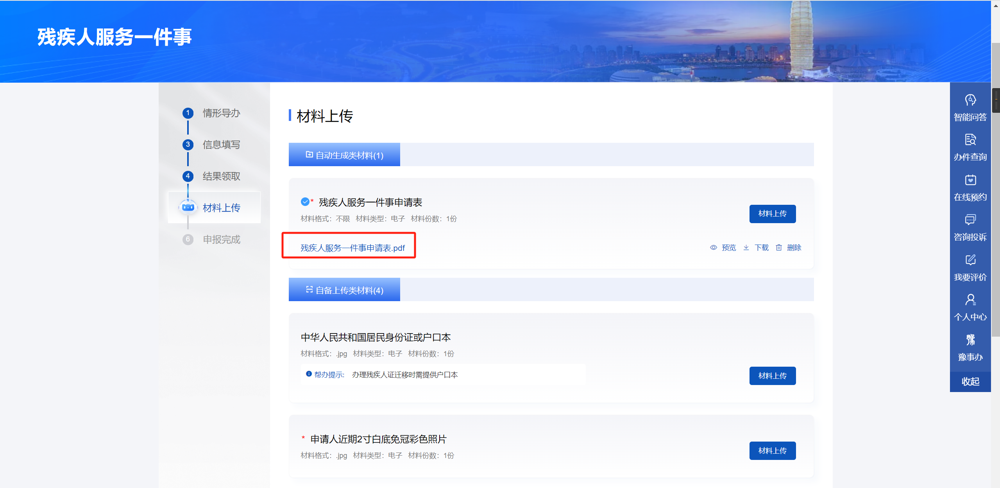 残疾人服务一件事
1 情形导办
3 信息填写
4 结果领取
材料上传
6 申报完成
材料上传
自动生成类材料(1)
* 残疾人服务一件事申请表
材料格式：不限 材料类型：电子 材料份数：1份
材料上传
残疾人服务一件事申请表.pdf
预览 下载 删除
自备上传类材料(4)
中华人民共和国居民身份证或户口本
材料格式：.jpg 材料类型：电子 材料份数：1份
帮办提示: 办理残疾人证迁移时需提供户口本
材料上传
* 申请人近期2寸白底免冠彩色照片
材料格式：.jpg 材料类型：电子 材料份数：1份
材料上传
智能问答
办件查询
在线预约
咨询投诉
我要评价
个人中心
豫
豫事办
收起